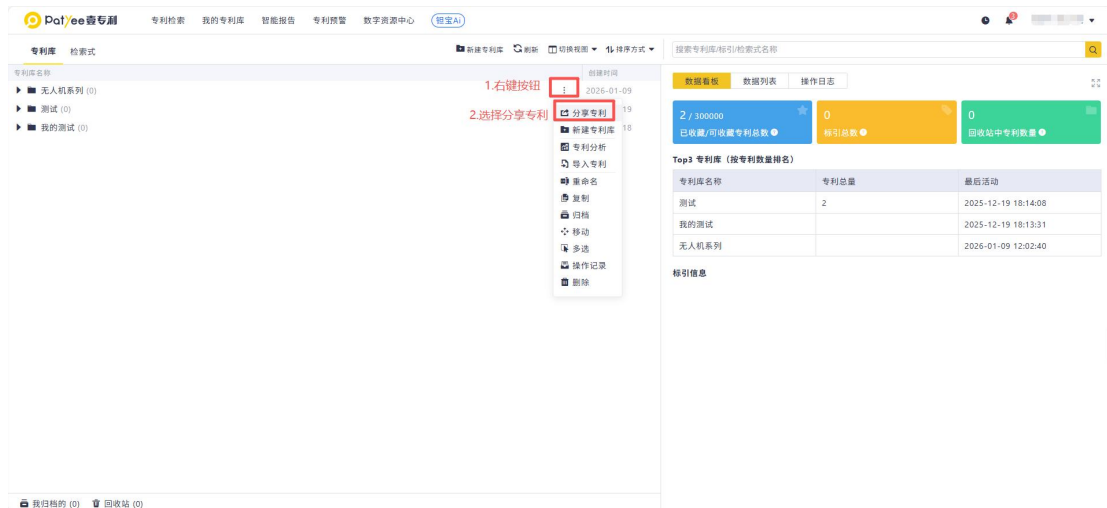 Patyee壹专利 专利检索 我的专利库 智能报告 专利预警 数字资源中心 钽宝Ai 3
专利库 检索式 新建专利库 刷新 切换视图 排序方式
搜索专利库/标引/检索式名称
专利库名称 创建时间
无人机系列 (0) 1.右键按钮 2026-01-09
测试 (0) 19
我的测试 (0) 18
2.选择分享专利
分享专利
新建专利库
专利分析
导入专利
重命名
复制
归档
移动
多选
操作记录
删除
数据看板 数据列表 操作日志
2 / 300000
已收藏/可收藏专利总数
0
标引总数
0
回收站中专利数量
Top3 专利库（按专利数量排名）
专利库名称 专利总量 最后活动
测试 2 2025-12-19 18:14:08
我的测试 2025-12-19 18:13:31
无人机系列 2026-01-09 12:02:40
标引信息
我归档的 (0) 回收站 (0)